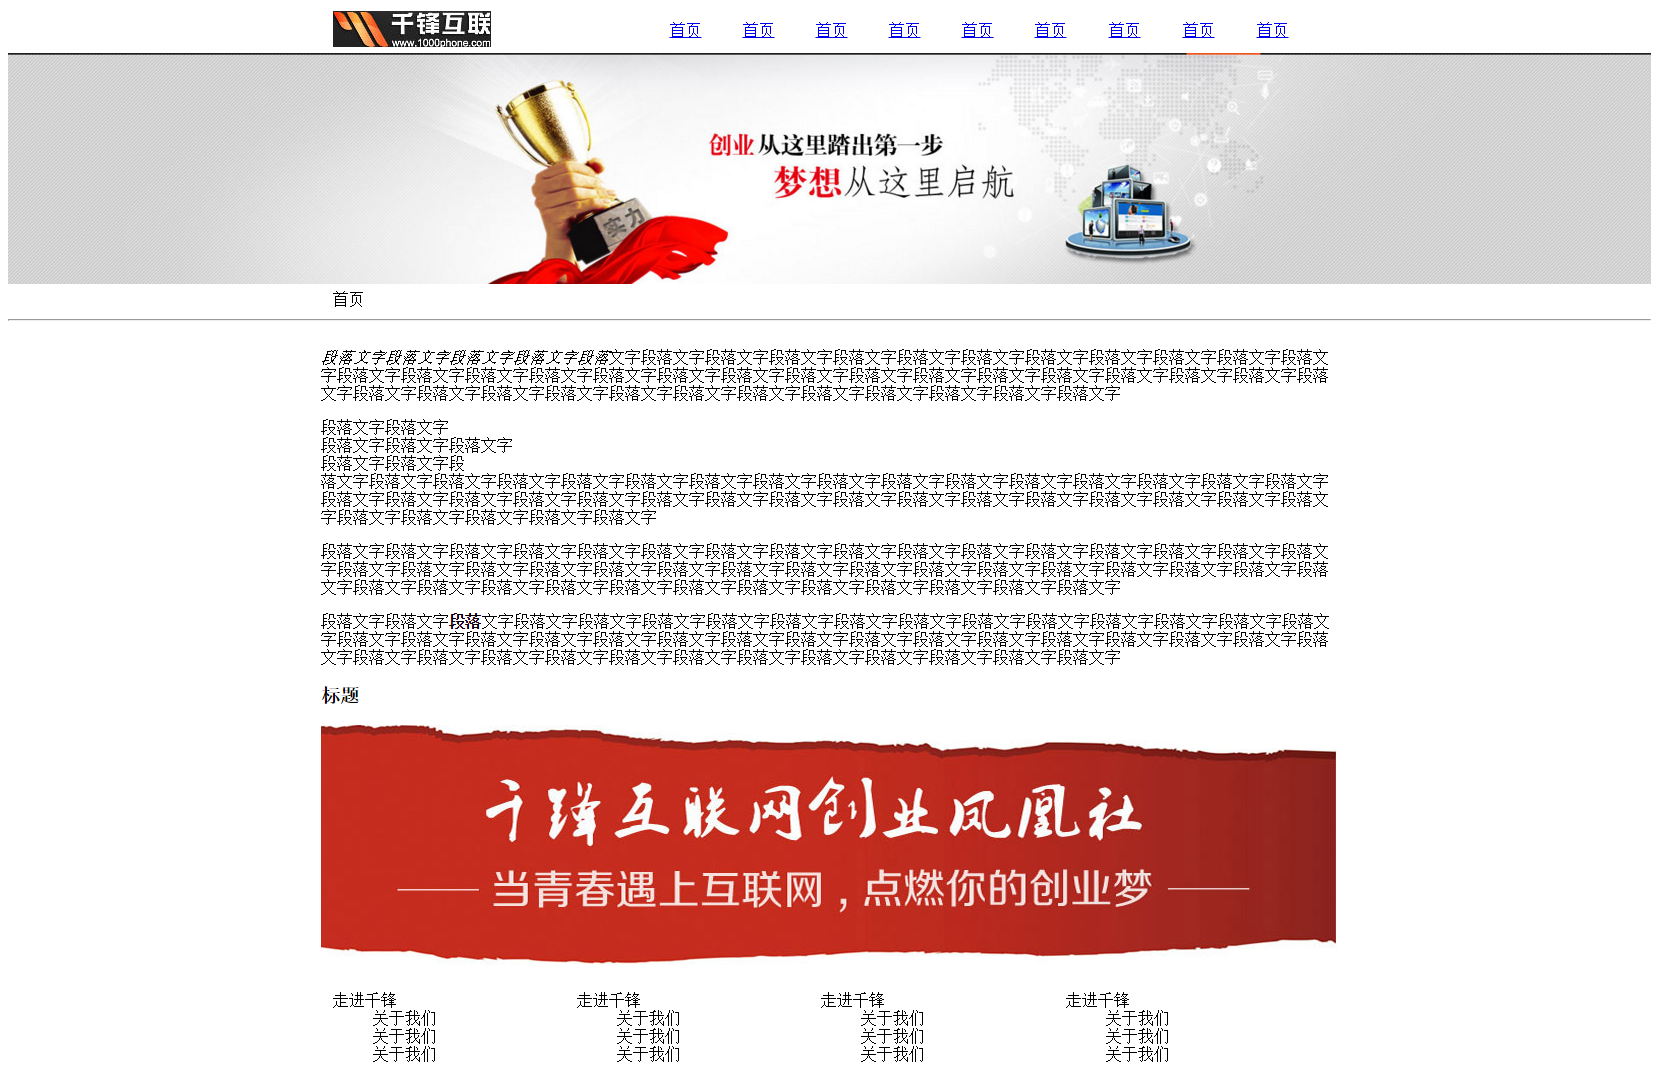 千锋互联
www.1000phone.com
首页 首页 首页 首页 首页 首页 首页 首页 首页
创业从这里踏出第一步
梦想从这里启航
实力
首页
段落文字段落文字段落文字段落文字段落文字段落文字段落文字段落文字段落文字段落文字段落文字段落文字段落文字段落文字段落文字段落文
字段落文字段落文字段落文字段落文字段落文字段落文字段落文字段落文字段落文字段落文字段落文字段落文字段落文字段落文字段落文字段落
文字段落文字段落文字段落文字段落文字段落文字段落文字段落文字段落文字段落文字段落文字段落文字段落文字
段落文字段落文字
段落文字段落文字段落文字
段落文字段落文字段
落文字段落文字段落文字段落文字段落文字段落文字段落文字段落文字段落文字段落文字段落文字段落文字段落文字段落文字段落文字段落文字
段落文字段落文字段落文字段落文字段落文字段落文字段落文字段落文字段落文字段落文字段落文字段落文字段落文字段落文字段落文字段落文
字段落文字段落文字段落文字段落文字段落文字
段落文字段落文字段落文字段落文字段落文字段落文字段落文字段落文字段落文字段落文字段落文字段落文字段落文字段落文字段落文字段落文
字段落文字段落文字段落文字段落文字段落文字段落文字段落文字段落文字段落文字段落文字段落文字段落文字段落文字段落文字段落文字段落
文字段落文字段落文字段落文字段落文字段落文字段落文字段落文字段落文字段落文字段落文字段落文字段落文字
段落文字段落文字段落文字段落文字段落文字段落文字段落文字段落文字段落文字段落文字段落文字段落文字段落文字段落文字段落文字段落文
字段落文字段落文字段落文字段落文字段落文字段落文字段落文字段落文字段落文字段落文字段落文字段落文字段落文字段落文字段落文字段落
文字段落文字段落文字段落文字段落文字段落文字段落文字段落文字段落文字段落文字段落文字段落文字段落文字
标题
千锋互联网创业凤凰社
当青春遇上互联网，点燃你的创业梦
走进千锋 走进千锋 走进千锋 走进千锋
关于我们 关于我们 关于我们 关于我们
关于我们 关于我们 关于我们 关于我们
关于我们 关于我们 关于我们 关于我们